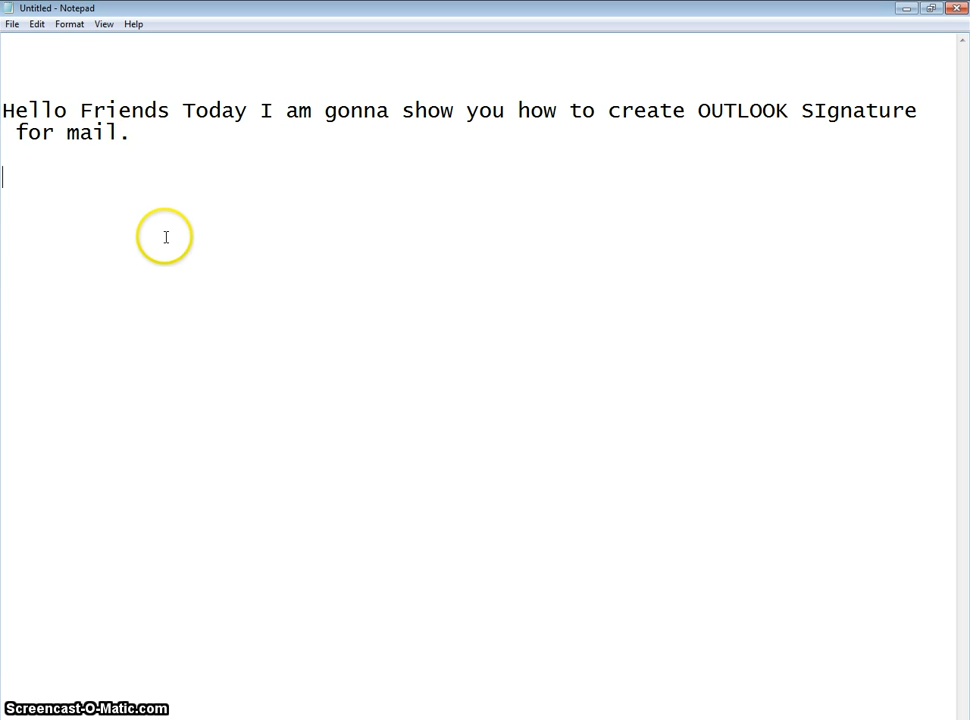 Untitled - Notepad
File Edit Format View Help
Hello Friends Today I am gonna show you how to create OUTLOOK SIgnature
for mail.
Screencast-O-Matic.com